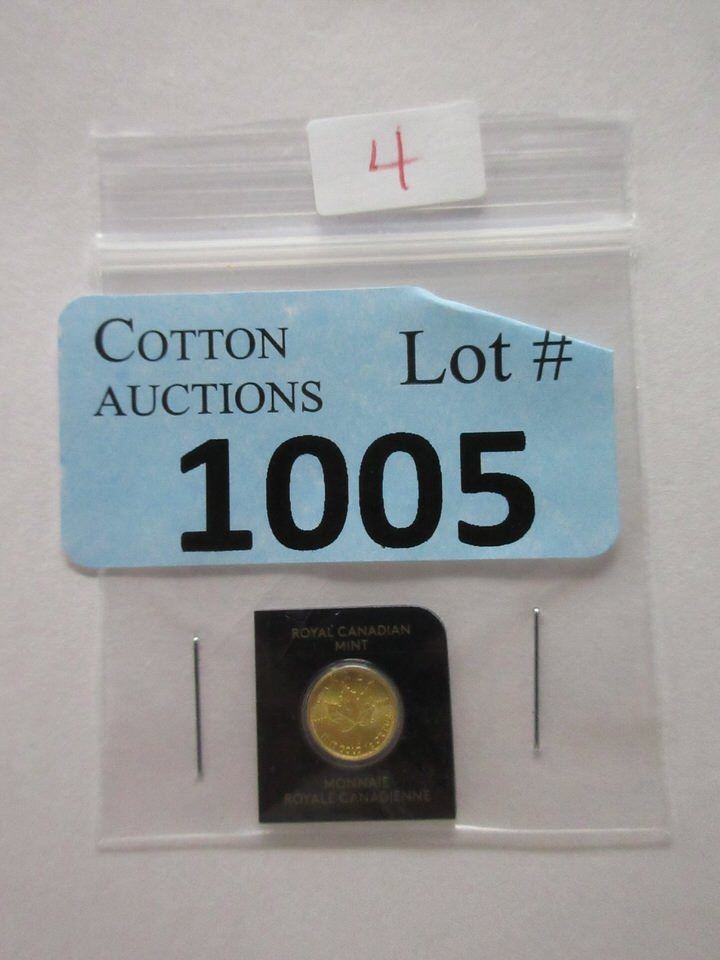 4
COTTON
AUCTIONS
Lot #
1005
ROYAL CANADIAN
MINT
MONNAIE
ROYALE CANADIENNE